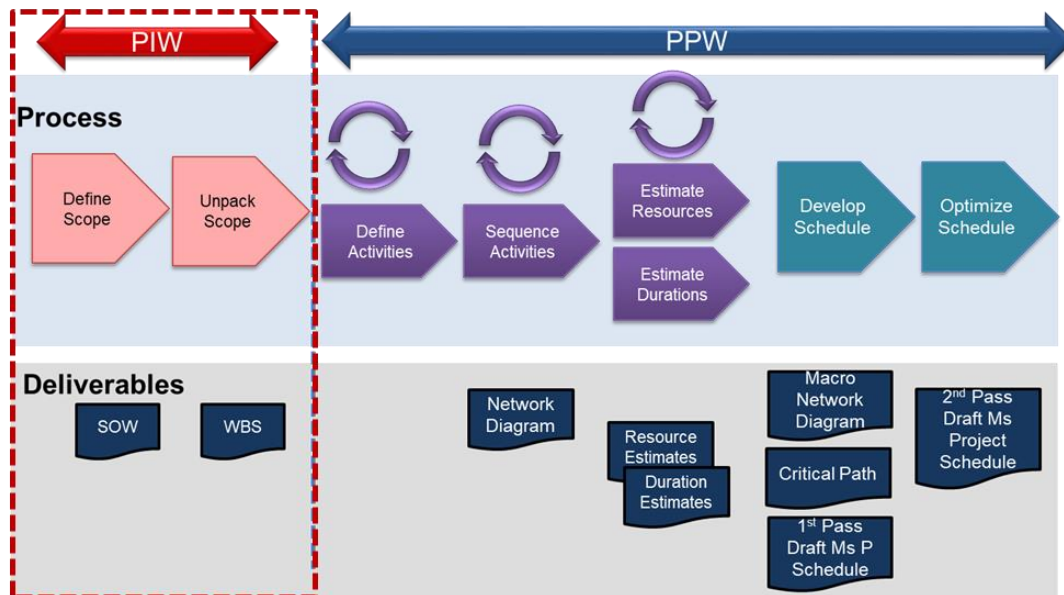 PIW
PPW
Process
Define
Scope
Unpack
Scope
Define
Activities
Sequence
Activities
Estimate
Resources
Estimate
Durations
Develop
Schedule
Optimize
Schedule
Deliverables
SOW
WBS
Network
Diagram
Resource
Estimates
Duration
Estimates
Macro
Network
Diagram
Critical Path
1st Pass
Draft Ms P
Schedule
2nd Pass
Draft Ms
Project
Schedule